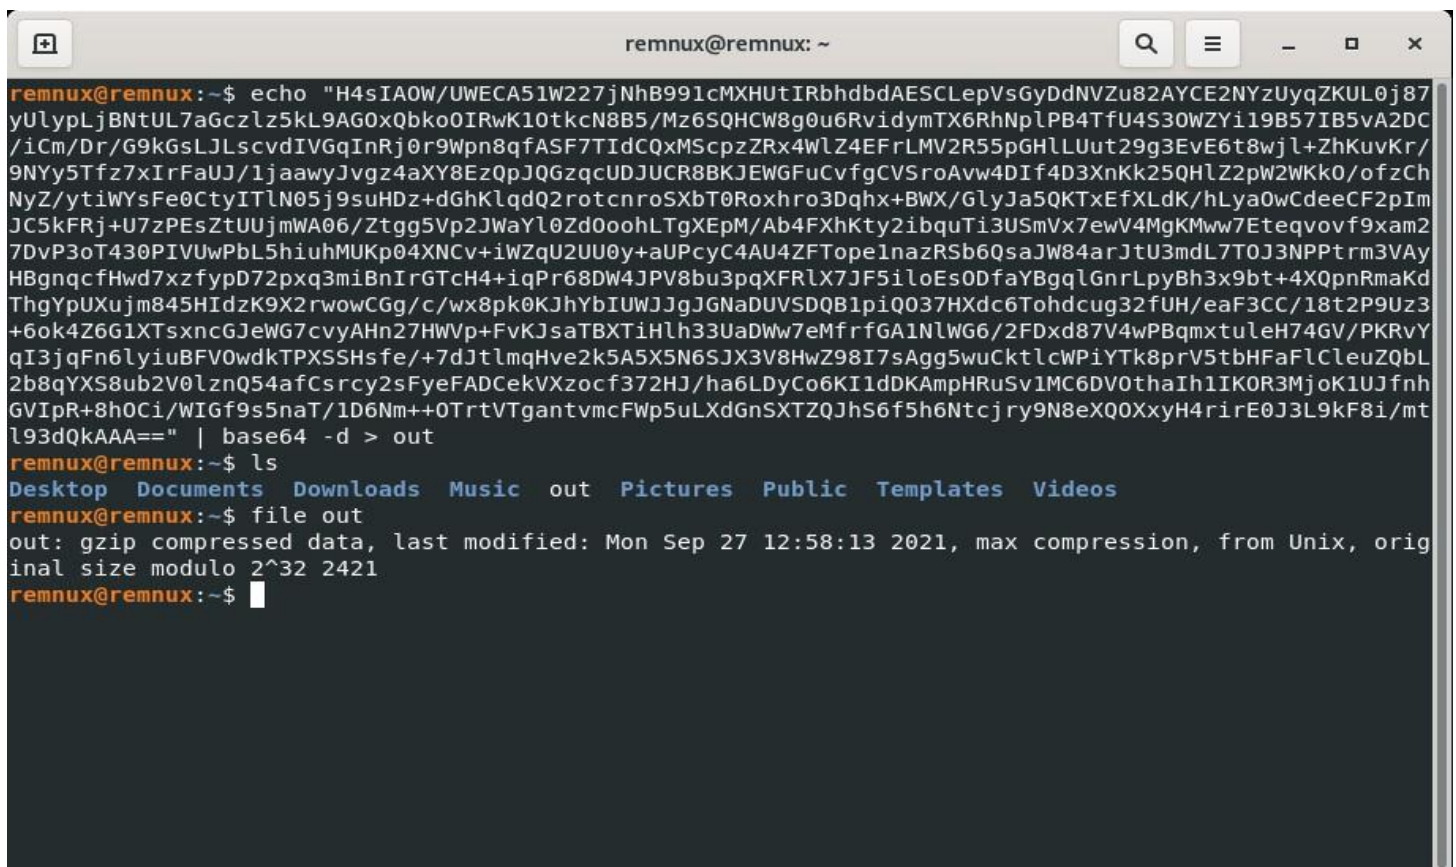 remnux@remnux: ~
remnux@remnux:~$ echo "H4sIAOW/UWECA51W227jNhB991cMXHUtIRbhdbdAESCLepVsGyDdNVZu82AYCE2NYzUyqZKUL0j87
yUlypLjBNtUL7aGczlz5kL9AGOxQbkoOIRwK1OtkcN8B5/Mz6SQHCW8g0u6RvidymTX6RhNplPB4TfU4S3OWZYi19B57IB5vA2DC
/iCm/Dr/G9kGsLJLscvdIVGqInRj0r9Wpn8qfASF7TIdCQxMScpzZRx4WlZ4EFrLMV2R55pGHlLUut29g3EvE6t8wjl+ZhKuvKr/
9NYy5Tfz7xIrFaUJ/1jaawyJvgz4aXY8EzQpJQGzqcUDJUCR8BKJEWGFuCvfgCVSroAvw4DIf4D3XnKk25QHlZ2pW2WKkO/ofzCh
NyZ/ytiWYsFe0CtyITlN05j9suHDz+dGhKlqdQ2rotcnroSXbT0Roxhro3Dqhx+BWX/GlyJa5QKTxEfXLdK/hLyaOwCdeeCF2pIm
JC5kFRj+U7zPEsZtUUjmWA06/Ztgg5Vp2JWaYl0ZdOoohLTgXEpM/Ab4FXhKty2ibquTi3USmVx7ewV4MgKMww7Eteqvovf9xam2
7DvP3oT430PIVUwPbL5hiuhMUKp04XNCv+iWZqU2UU0y+aUPcyC4AU4ZFTope1nazRSb6QsaJW84arJtU3mdL7TOJ3NPPtrm3VAy
HBgnqcfHwd7xzfypD72pxq3miBnIrGTcH4+iqPr68DW4JPV8bu3pqXFRlX7JF5iloEsODfaYBgqlGnrLpyBh3x9bt+4XQpnRmaKd
ThgYpUXujm845HIdzK9X2rwowCGg/c/wx8pk0KJhYbIUWJJgJGNaDUVSDQB1piQO37HXdc6Tohdcug32fUH/eaF3CC/18t2P9Uz3
+6ok4Z6G1XTsxncGJeWG7cvyAHn27HWVp+FvKJsaTBXTiHlh33UaDWw7eMfrfGA1NlWG6/2FDxd87V4wPBqmxtuleH74GV/PKRvY
qI3jqFn6lyiuBFVOwdkTPXSSHsfe/+7dJtlmqHve2k5A5X5N6SJX3V8HwZ98I7sAgg5wuCktlcWPiYTk8prV5tbHFaFlCleuZQbL
2b8qYXS8ub2V0lznQ54afCsrcy2sFyeFADCekVXzocf372HJ/ha6LDyCo6KI1dDKAmpHRuSv1MC6DVOthaIh1IKOR3MjoK1UJfnh
GVIpR+8hOCi/WIGf9s5naT/1D6Nm++OTrtVTgantvmcFWp5uLXdGnSXTZQJhS6f5h6Ntcjry9N8eXQOXxyH4rirE0J3L9kF8i/mt
l93dQkAAA==" | base64 -d > out
remnux@remnux:~$ ls
Desktop  Documents  Downloads  Music  out  Pictures  Public  Templates  Videos
remnux@remnux:~$ file out
out: gzip compressed data, last modified: Mon Sep 27 12:58:13 2021, max compression, from Unix, orig
inal size modulo 2^32 2421
remnux@remnux:~$